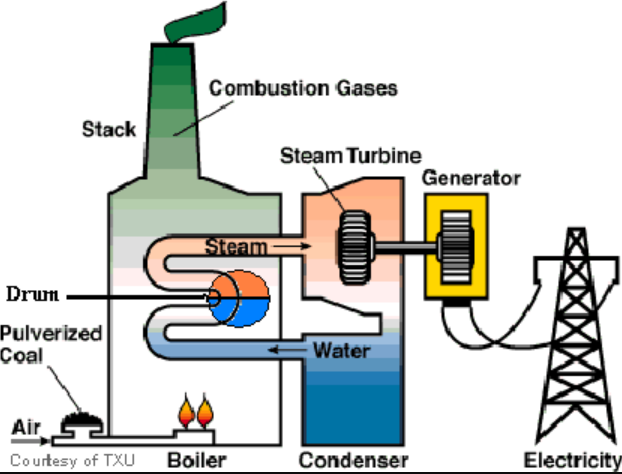 Combustion Gases
Stack
Steam Turbine
Generator
Steam
Drum
Pulverized
Coal
Water
Air
Courtesy of TXU
Boiler
Condenser
Electricity